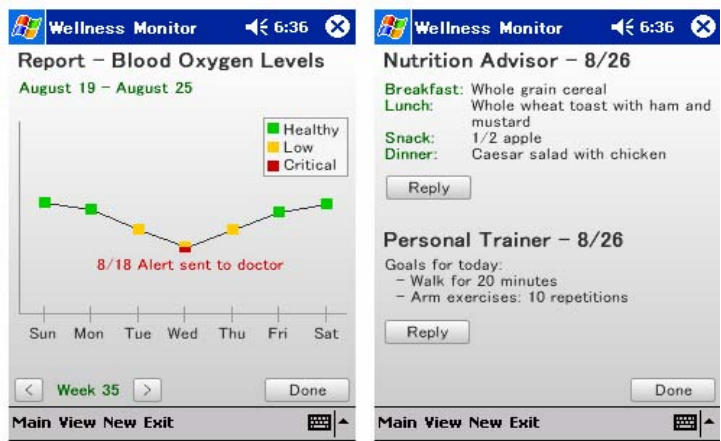 Wellness Monitor 6:36
Report - Blood Oxygen Levels
August 19 - August 25
Healthy
Low
Critical
8/18 Alert sent to doctor
Sun Mon Tue Wed Thu Fri Sat
< Week 35 > Done
Main View New Exit
Wellness Monitor 6:36
Nutrition Advisor - 8/26
Breakfast: Whole grain cereal
Lunch: Whole wheat toast with ham and
mustard
Snack: 1/2 apple
Dinner: Caesar salad with chicken
Reply
Personal Trainer - 8/26
Goals for today:
- Walk for 20 minutes
- Arm exercises: 10 repetitions
Reply
Done
Main View New Exit